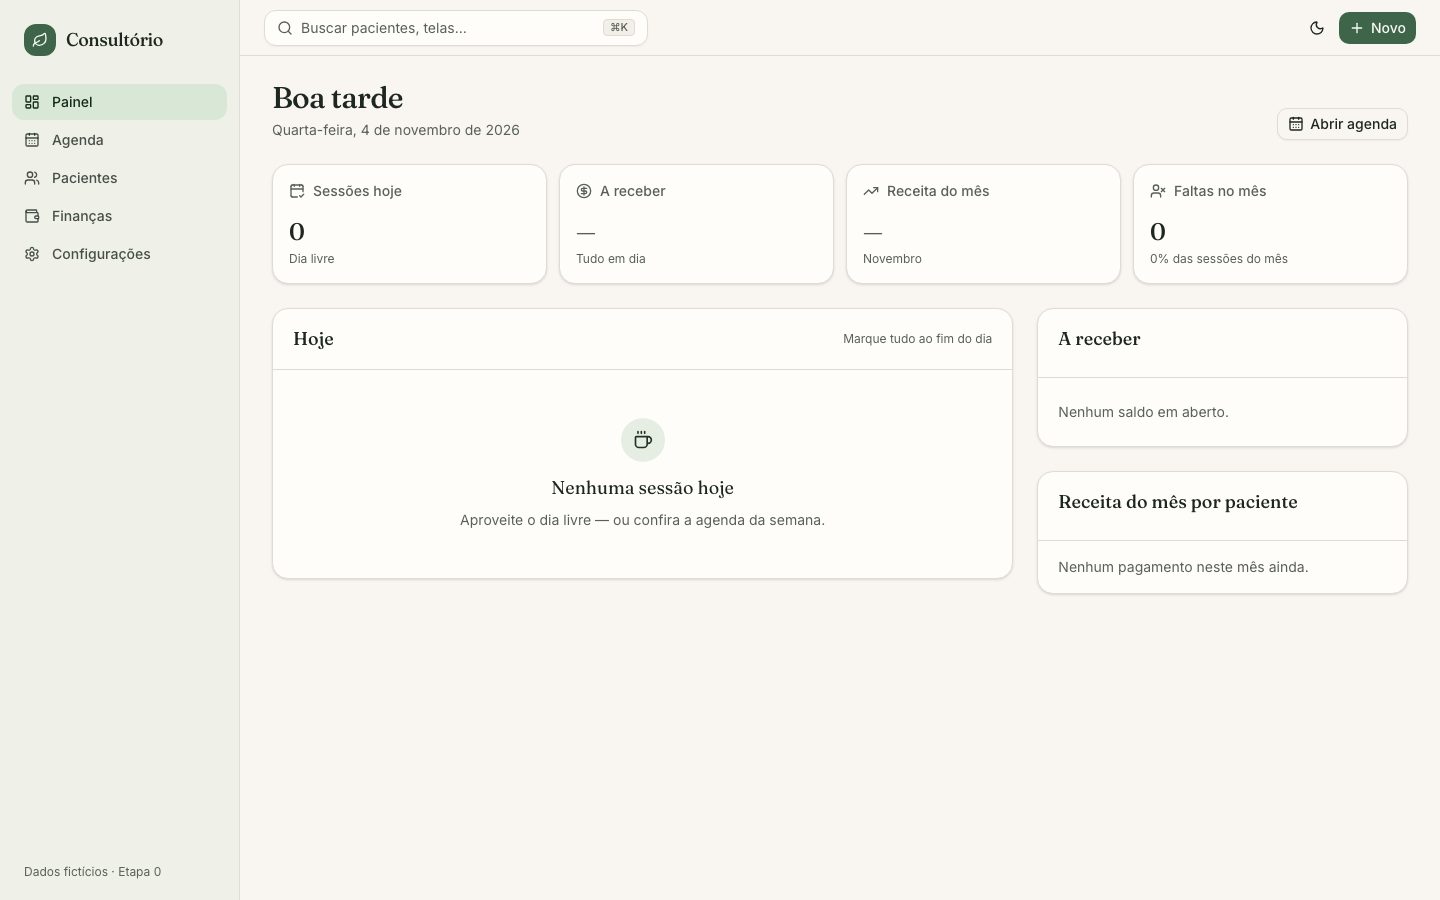 Consultório
Buscar pacientes, telas...
⌘K
Novo
Painel
Agenda
Pacientes
Finanças
Configurações
Boa tarde
Quarta-feira, 4 de novembro de 2026
Abrir agenda
Sessões hoje
0
Dia livre
A receber
—
Tudo em dia
Receita do mês
—
Novembro
Faltas no mês
0
0% das sessões do mês
Hoje
Marque tudo ao fim do dia
Nenhuma sessão hoje
Aproveite o dia livre — ou confira a agenda da semana.
A receber
Nenhum saldo em aberto.
Receita do mês por paciente
Nenhum pagamento neste mês ainda.
Dados fictícios · Etapa 0